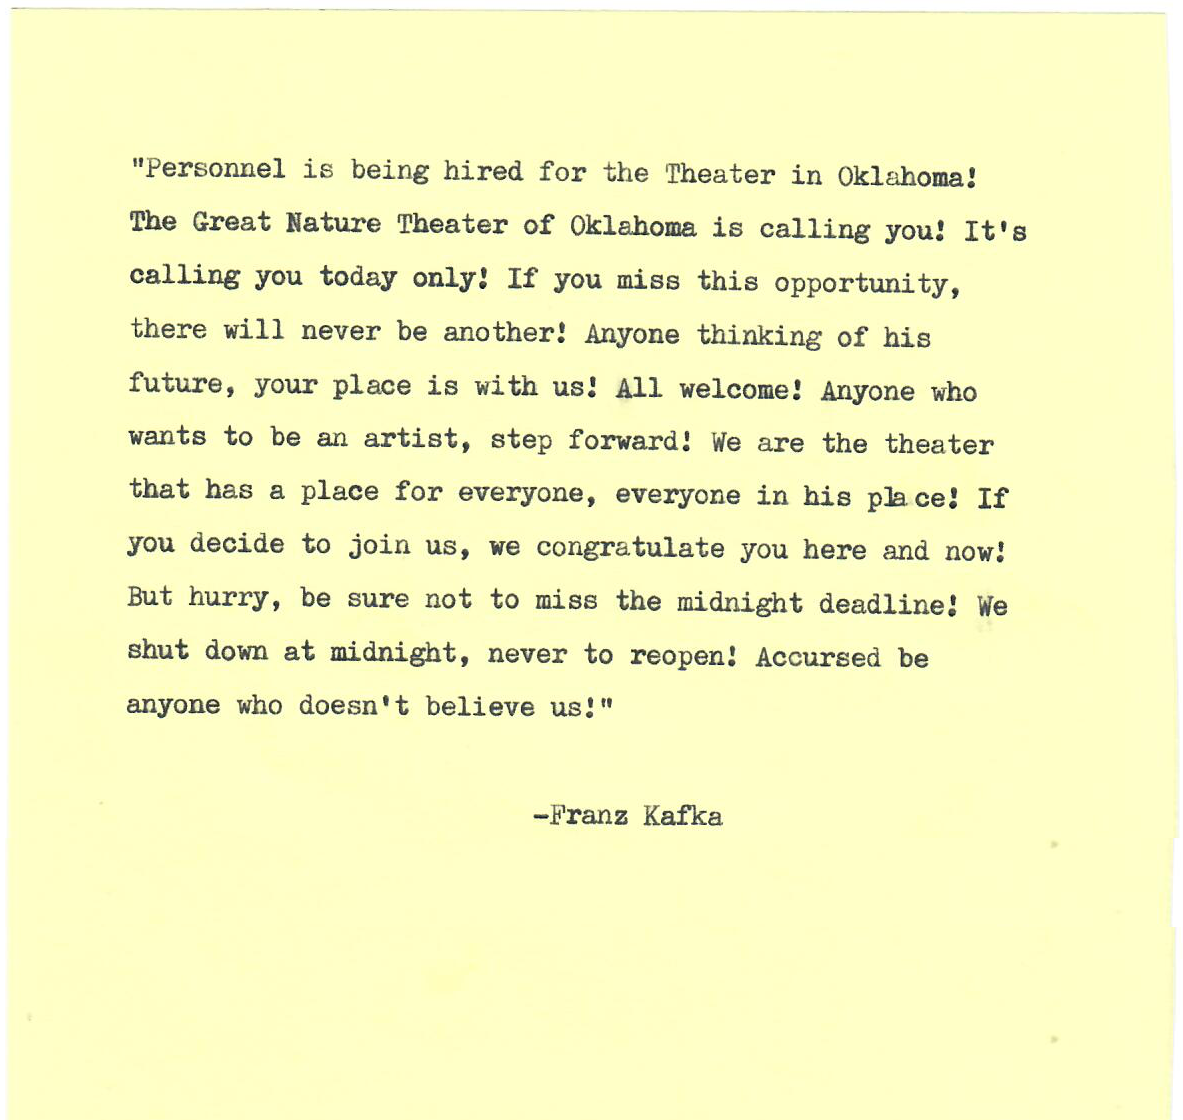 "Personnel is being hired for the Theater in Oklahoma!
The Great Nature Theater of Oklahoma is calling you! It's
calling you today only! If you miss this opportunity,
there will never be another! Anyone thinking of his
future, your place is with us! All welcome! Anyone who
wants to be an artist, step forward! We are the theater
that has a place for everyone, everyone in his place! If
you decide to join us, we congratulate you here and now!
But hurry, be sure not to miss the midnight deadline! We
shut down at midnight, never to reopen! Accursed be
anyone who doesn't believe us!"
-Franz Kafka